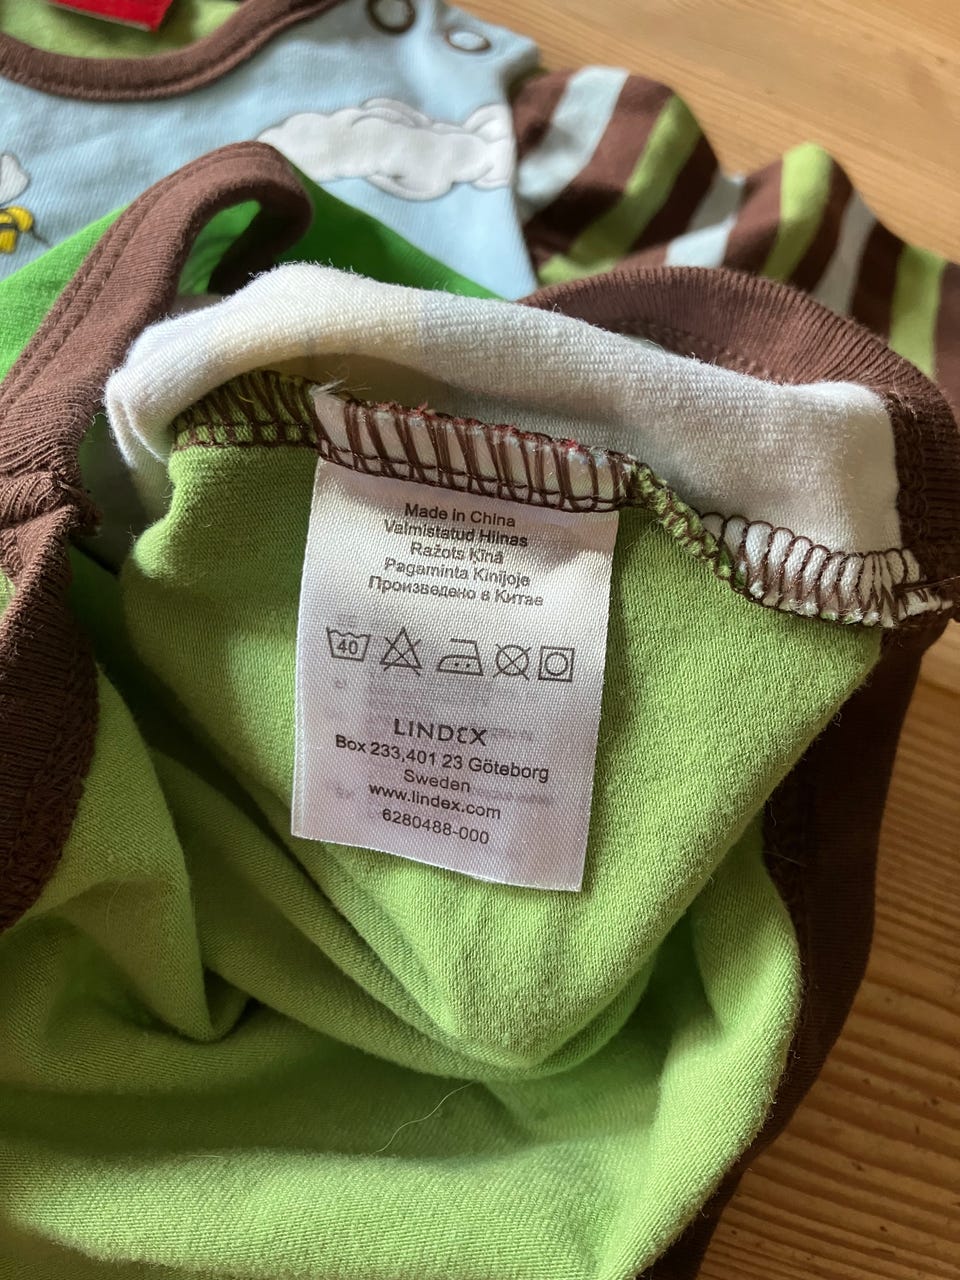 Made in China
Valmistatud Hiinas
Ražots Ķīnā
Pagaminta Kinijoje
Произведено в Китае
40
LINDEX
Box 233,401 23 Göteborg
Sweden
www.lindex.com
6280488-000